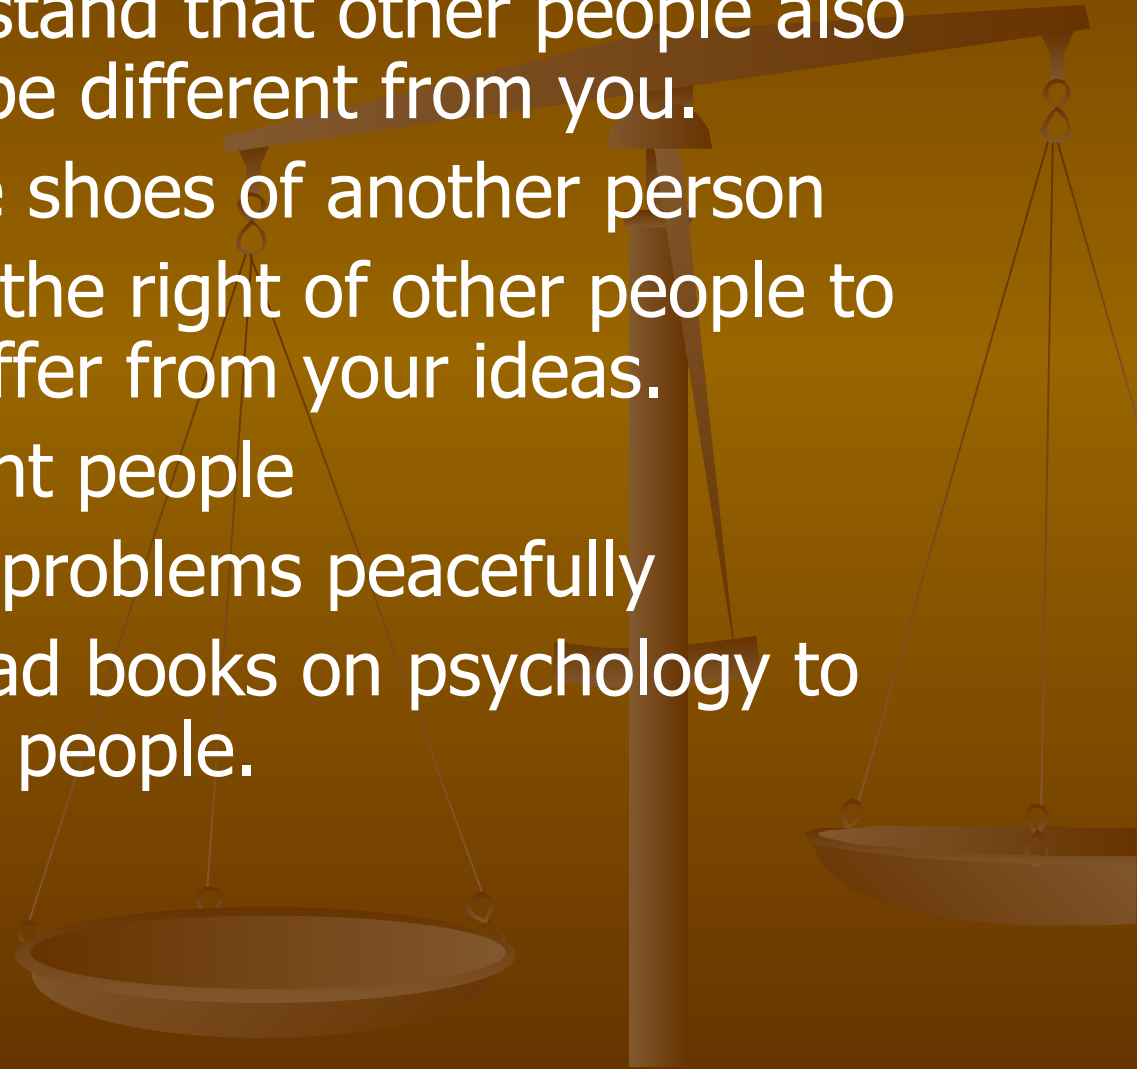 stand that other people also
be different from you.
shoes of another person
the right of other people to
ffer from your ideas.
nt people
problems peacefully
ad books on psychology to
people.